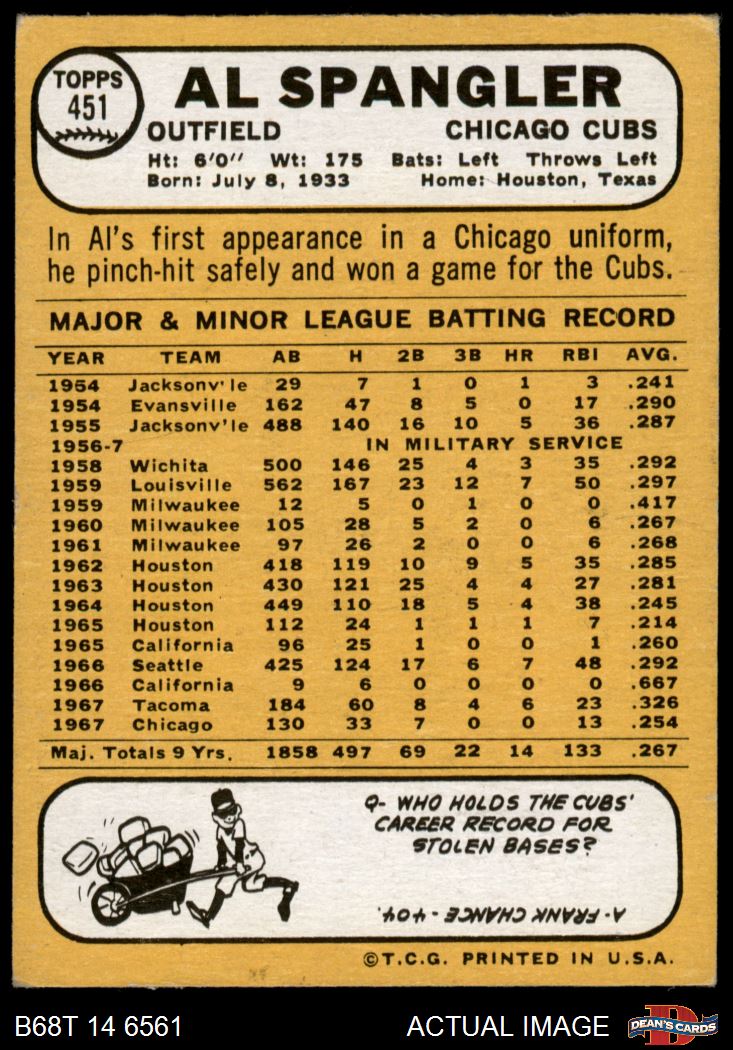 TOPPS
451
AL SPANGLER
OUTFIELD CHICAGO CUBS
Ht: 6'0" Wt: 175 Bats: Left Throws Left
Born: July 8, 1933 Home: Houston, Texas
In Al's first appearance in a Chicago uniform,
he pinch-hit safely and won a game for the Cubs.
MAJOR & MINOR LEAGUE BATTING RECORD
YEAR TEAM AB H 2B 3B HR RBI AVG.
1954 Jacksonv'le 29 7 1 0 1 3 .241
1954 Evansville 162 47 8 5 0 17 .290
1955 Jacksonv'le 488 140 16 10 5 36 .287
1956-7 IN MILITARY SERVICE
1958 Wichita 500 146 25 4 3 35 .292
1959 Louisville 562 167 23 12 7 50 .297
1959 Milwaukee 12 5 0 1 0 0 .417
1960 Milwaukee 105 28 5 2 0 6 .267
1961 Milwaukee 97 26 2 0 0 6 .268
1962 Houston 418 119 10 9 5 35 .285
1963 Houston 430 121 25 4 4 27 .281
1964 Houston 449 110 18 5 4 38 .245
1965 Houston 112 24 1 1 1 7 .214
1965 California 96 25 1 0 0 1 .260
1966 Seattle 425 124 17 6 7 48 .292
1966 California 9 6 0 0 0 0 .667
1967 Tacoma 184 60 8 4 6 23 .326
1967 Chicago 130 33 7 0 0 13 .254
Maj. Totals 9 Yrs. 1858 497 69 22 14 133 .267
Q- WHO HOLDS THE CUBS'
CAREER RECORD FOR
STOLEN BASES?
A- FRANK CHANCE - 404.
©T.C.G. PRINTED IN U.S.A.
B68T 14 6561 ACTUAL IMAGE DEAN'S CARDS